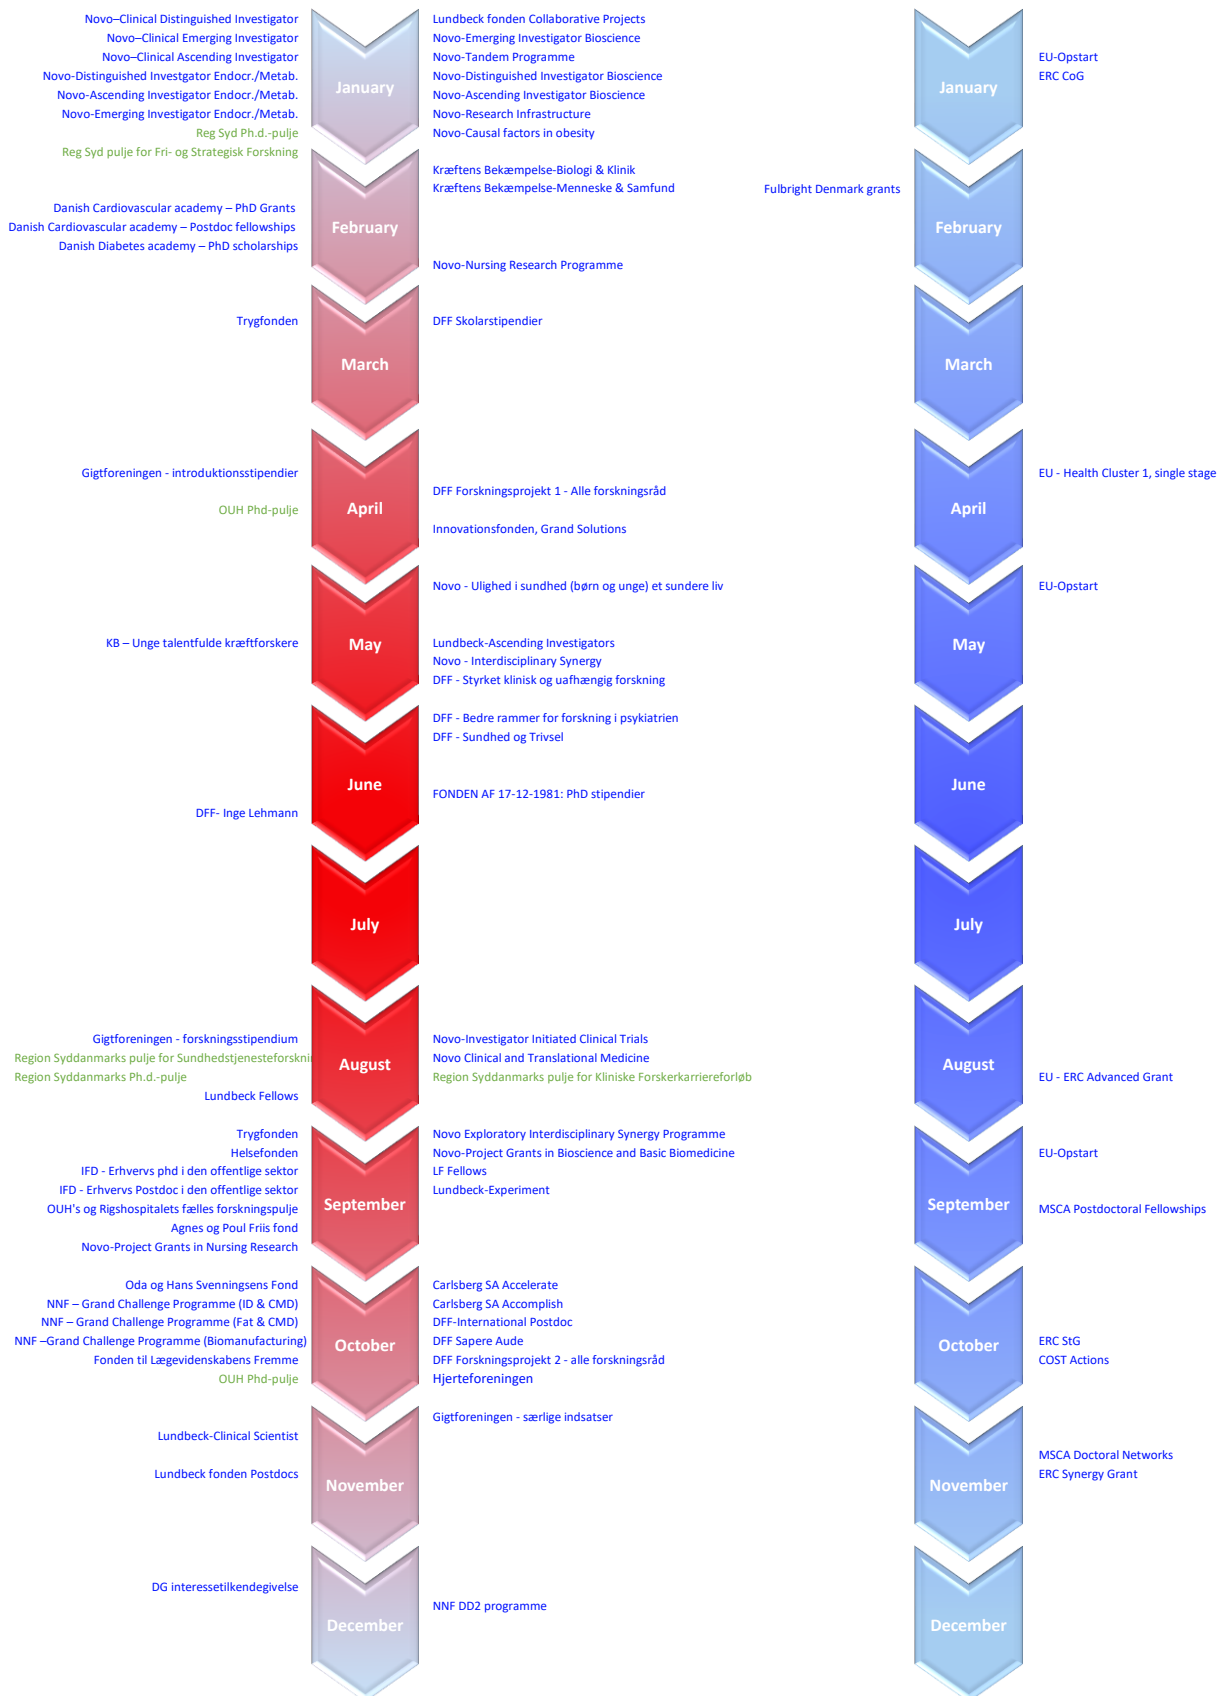 Novo–Clinical Distinguished Investigator
Novo–Clinical Emerging Investigator
Novo–Clinical Ascending Investigator
Novo-Distinguished Investgator Endocr./Metab.
Novo-Ascending Investigator Endocr./Metab.
Novo-Emerging Investigator Endocr./Metab.
Reg Syd Ph.d.-pulje
Reg Syd pulje for Fri- og Strategisk Forskning
January
Lundbeck fonden Collaborative Projects
Novo-Emerging Investigator Bioscience
Novo-Tandem Programme
Novo-Distinguished Investigator Bioscience
Novo-Ascending Investigator Bioscience
Novo-Research Infrastructure
Novo-Causal factors in obesity
January
EU-Opstart
ERC CoG
Danish Cardiovascular academy – PhD Grants
Danish Cardiovascular academy – Postdoc fellowships
Danish Diabetes academy – PhD scholarships
February
Kræftens Bekæmpelse-Biologi & Klinik
Kræftens Bekæmpelse-Menneske & Samfund
Novo-Nursing Research Programme
Fulbright Denmark grants
February
Trygfonden
March
DFF Skolarstipendier
March
Gigtforeningen - introduktionsstipendier
OUH Phd-pulje
April
DFF Forskningsprojekt 1 - Alle forskningsråd
Innovationsfonden, Grand Solutions
April
EU - Health Cluster 1, single stage
KB – Unge talentfulde kræftforskere
May
Novo - Ulighed i sundhed (børn og unge) et sundere liv
Lundbeck-Ascending Investigators
Novo - Interdisciplinary Synergy
DFF - Styrket klinisk og uafhængig forskning
May
EU-Opstart
DFF- Inge Lehmann
June
DFF - Bedre rammer for forskning i psykiatrien
DFF - Sundhed og Trivsel
FONDEN AF 17-12-1981: PhD stipendier
June
July
July
Gigtforeningen - forskningsstipendium
Region Syddanmarks pulje for Sundhedstjenesteforskni
Region Syddanmarks Ph.d.-pulje
Lundbeck Fellows
August
Novo-Investigator Initiated Clinical Trials
Novo Clinical and Translational Medicine
Region Syddanmarks pulje for Kliniske Forskerkarriereforløb
August
EU - ERC Advanced Grant
Trygfonden
Helsefonden
IFD - Erhvervs phd i den offentlige sektor
IFD - Erhvervs Postdoc i den offentlige sektor
OUH's og Rigshospitalets fælles forskningspulje
Agnes og Poul Friis fond
Novo-Project Grants in Nursing Research
September
Novo Exploratory Interdisciplinary Synergy Programme
Novo-Project Grants in Bioscience and Basic Biomedicine
LF Fellows
Lundbeck-Experiment
September
EU-Opstart
MSCA Postdoctoral Fellowships
Oda og Hans Svenningsens Fond
NNF – Grand Challenge Programme (ID & CMD)
NNF – Grand Challenge Programme (Fat & CMD)
NNF –Grand Challenge Programme (Biomanufacturing)
Fonden til Lægevidenskabens Fremme
OUH Phd-pulje
October
Carlsberg SA Accelerate
Carlsberg SA Accomplish
DFF-International Postdoc
DFF Sapere Aude
DFF Forskningsprojekt 2 - alle forskningsråd
Hjerteforeningen
October
ERC StG
COST Actions
Lundbeck-Clinical Scientist
Lundbeck fonden Postdocs
November
Gigtforeningen - særlige indsatser
November
MSCA Doctoral Networks
ERC Synergy Grant
DG interessetilkendegivelse
December
NNF DD2 programme
December